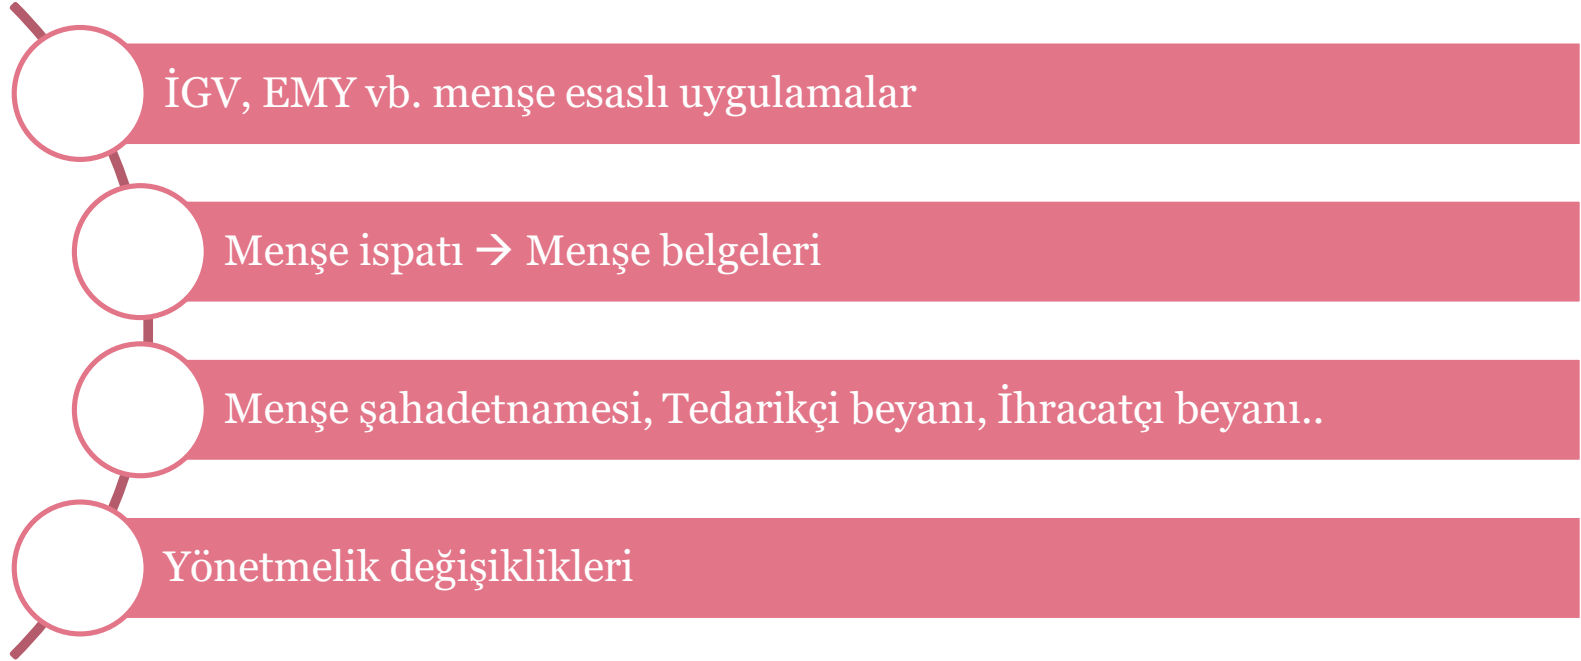 İGV, EMY vb. menşe esaslı uygulamalar
Menşe ispatı → Menşe belgeleri
Menşe şahadetnamesi, Tedarikçi beyanı, İhracatçı beyanı..
Yönetmelik değişiklikleri